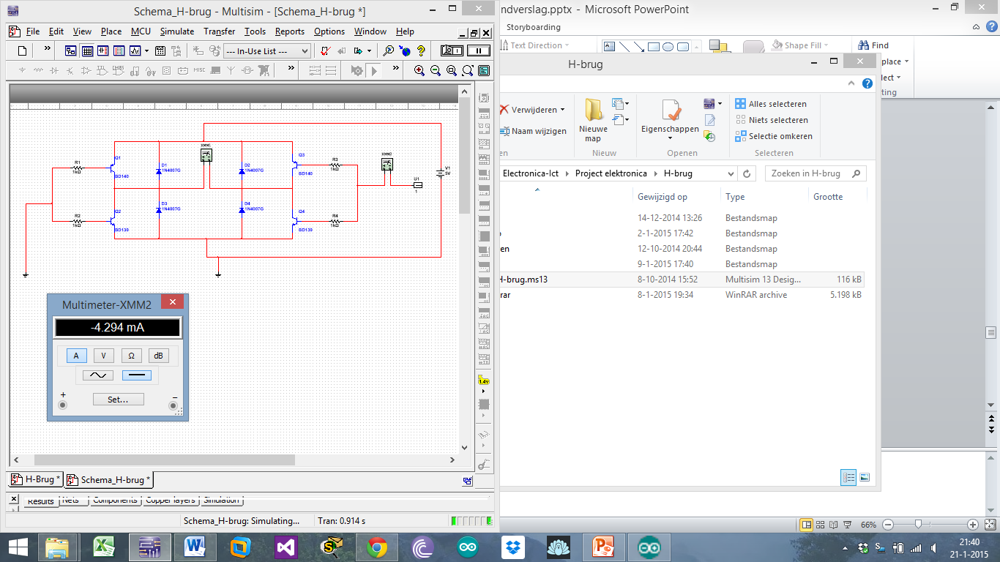 Schema_H-brug - Multisim - [Schema_H-brug *]
File Edit View Place MCU Simulate Transfer Tools Reports Options Window Help
--- In-Use List ---
MISC
XMM1
Q1
D1
1N4007G
BD140
R1
1kΩ
D2
1N4007G
Q3
BD140
R3
1kΩ
XMM2
U1
1
V1
5V
R2
1kΩ
Q2
BD139
D3
1N4007G
D4
1N4007G
Q4
BD139
R4
1kΩ
Multimeter-XMM2
-4.294 mA
A V Ω dB
+ –
Set...
1.4v
H-Brug * Schema_H-brug *
Results Nets Components Copper layers Simulation
Schema_H-brug: Simulating... Tran: 0.914 s
ndverslag.pptx - Microsoft PowerPoint
Storyboarding
Text Direction
Shape Fill
Find
place
lect
ting
H-brug
Verwijderen
Naam wijzigen
en
Nieuwe
map
Nieuw
Eigenschappen
Openen
Alles selecteren
Niets selecteren
Selectie omkeren
Selecteren
Electronica-Ict Project elektronica H-brug
Zoeken in H-brug
Gewijzigd op Type Grootte
14-12-2014 13:26 Bestandsmap
2-1-2015 17:42 Bestandsmap
en 12-10-2014 20:44 Bestandsmap
9-1-2015 17:40 Bestandsmap
H-brug.ms13 8-10-2014 15:52 Multisim 13 Desig... 116 kB
rar 8-1-2015 19:34 WinRAR archive 5.198 kB
66%
21:40
21-1-2015